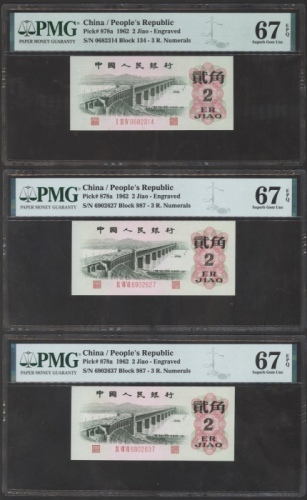 PMG
PAPER MONEY GUARANTY
China / People's Republic
Pick# 878a 1962 2 Jiao - Engraved
S/N 0682314 Block 134 - 3 R. Numerals
67 EPQ
Superb Gem Unc
中国人民银行
贰角
2
ER
JIAO
0682314
PMG
PAPER MONEY GUARANTY
China / People's Republic
Pick# 878a 1962 2 Jiao - Engraved
S/N 6902627 Block 987 - 3 R. Numerals
67 EPQ
Superb Gem Unc
中国人民银行
贰角
2
ER
JIAO
6902627
PMG
PAPER MONEY GUARANTY
China / People's Republic
Pick# 878a 1962 2 Jiao - Engraved
S/N 6902637 Block 987 - 3 R. Numerals
67 EPQ
Superb Gem Unc
中国人民银行
贰角
2
ER
JIAO
6902637